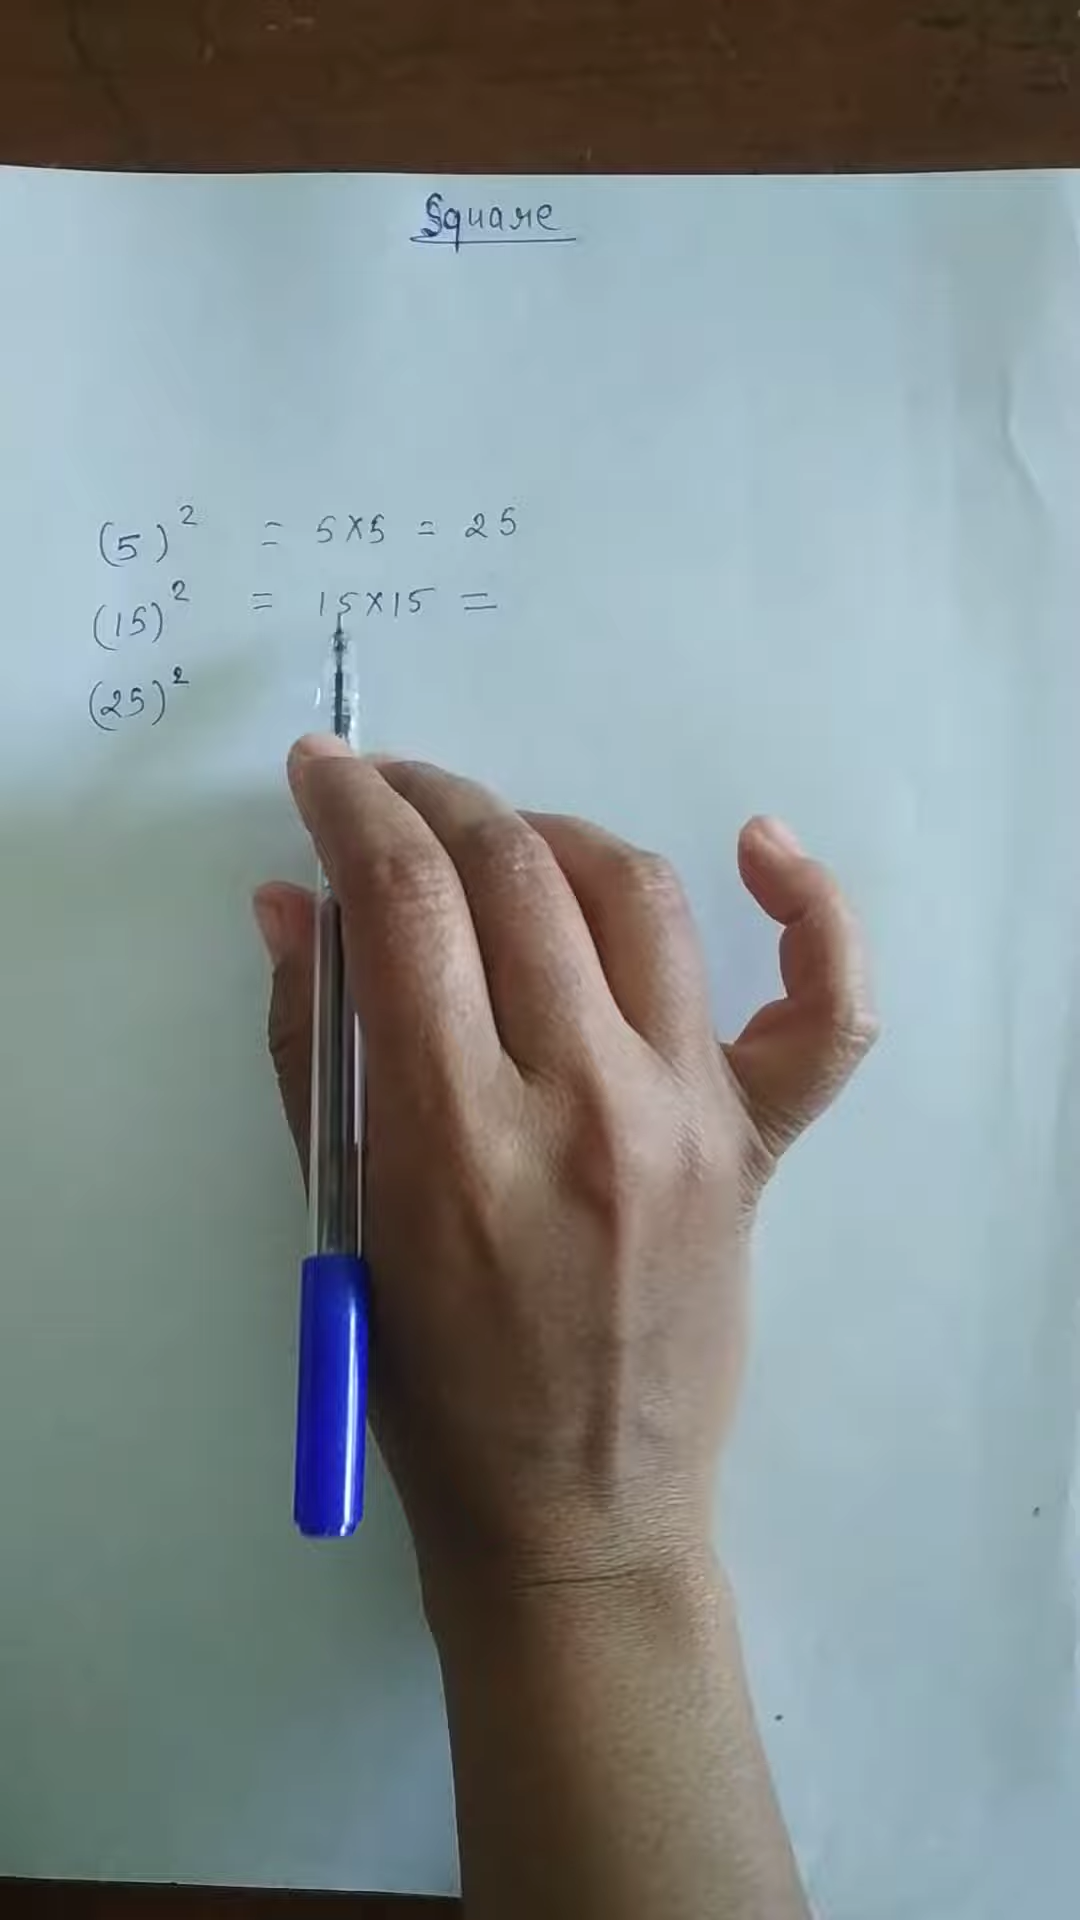 Square
(5)² = 5×5 = 25
(15)² = 15×15 =
(25)²